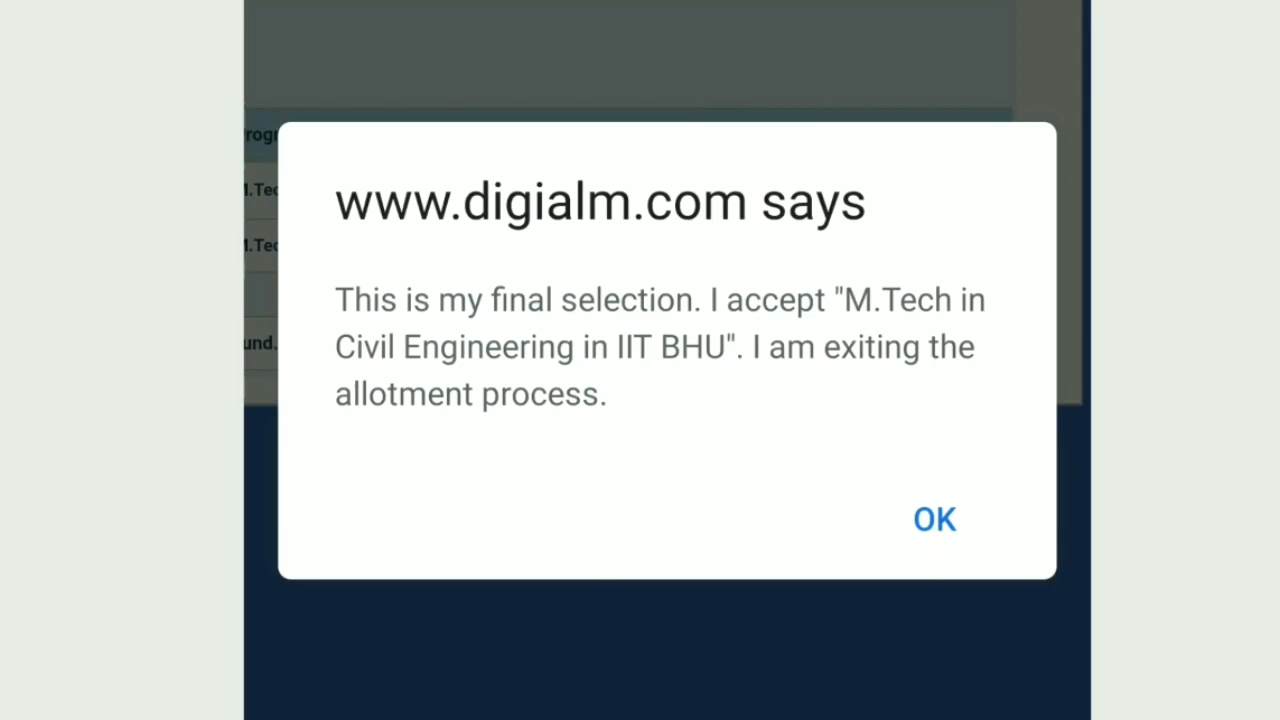 www.digialm.com says
This is my final selection. I accept "M.Tech in
Civil Engineering in IIT BHU". I am exiting the
allotment process.
OK